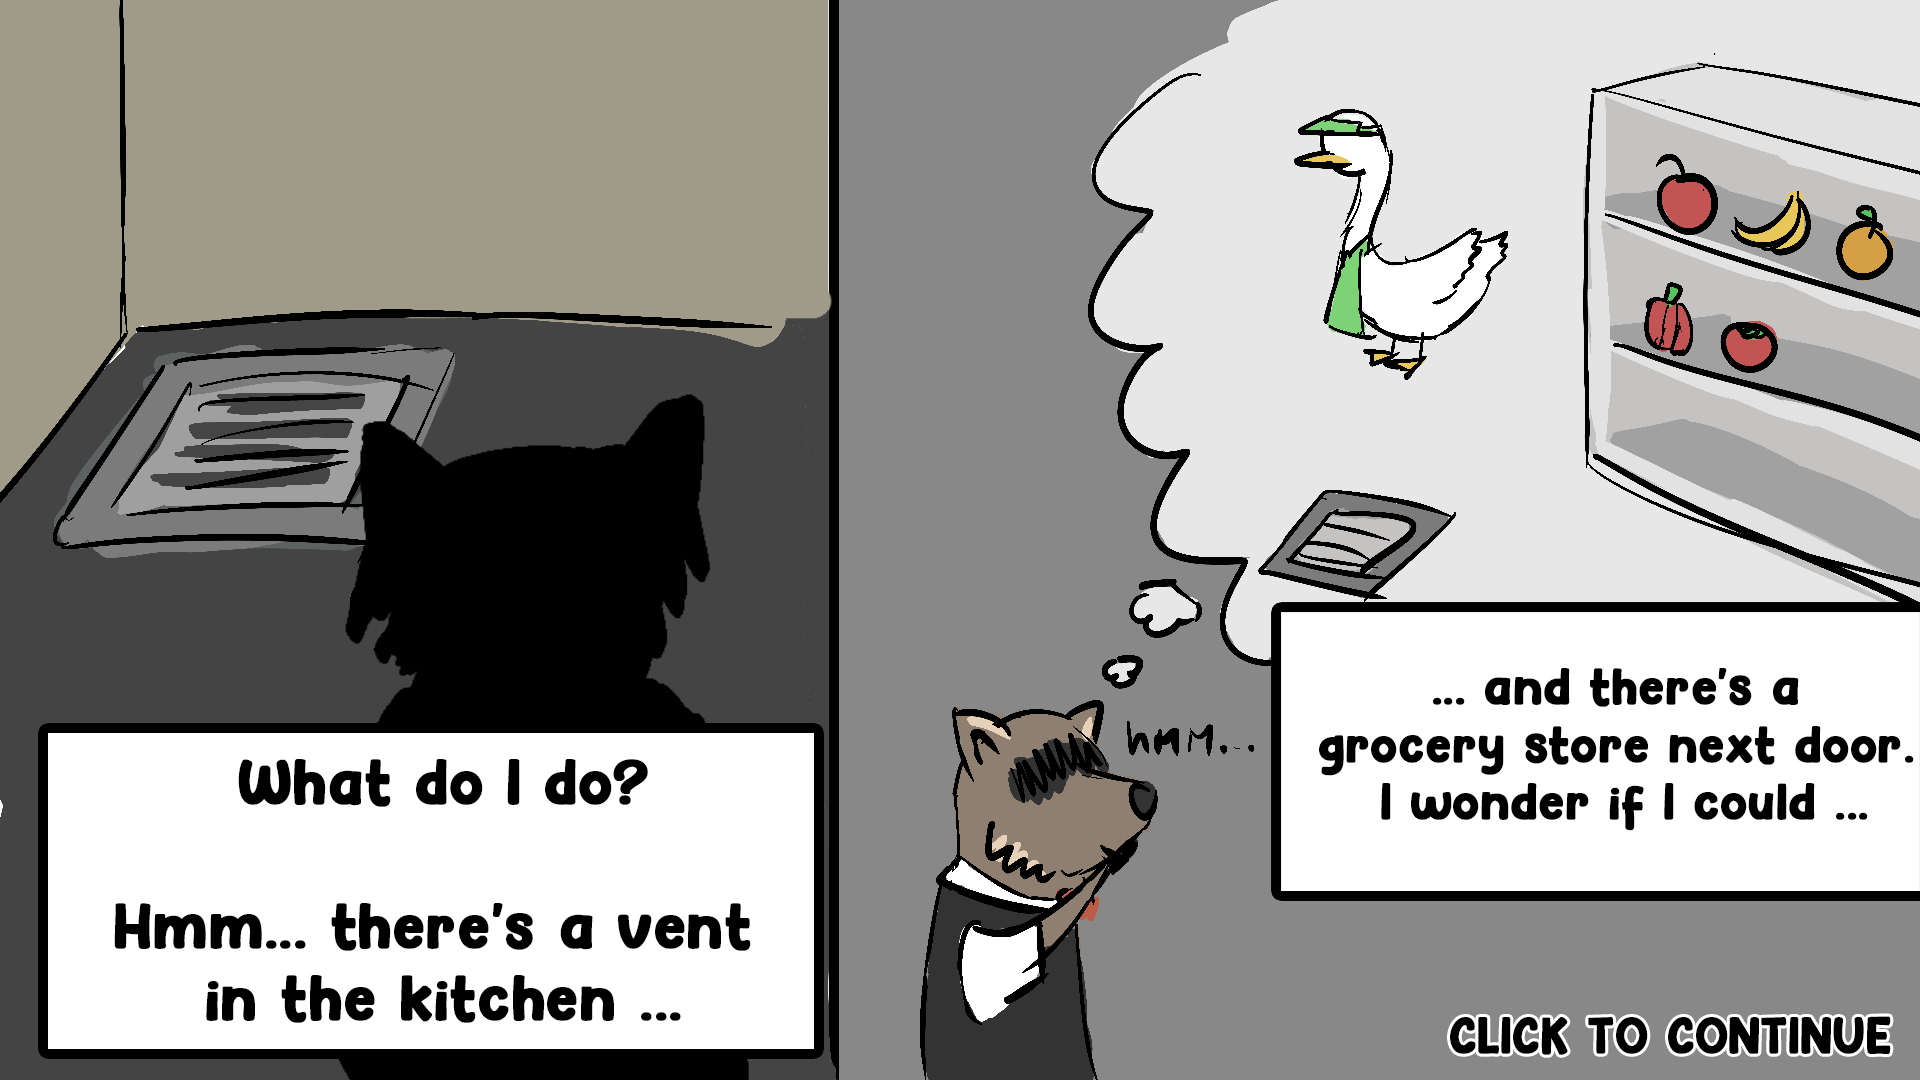 What do I do?
Hmm... there's a vent
in the kitchen ...
hmm...
... and there's a
grocery store next door.
I wonder if I could ...
CLICK TO CONTINUE